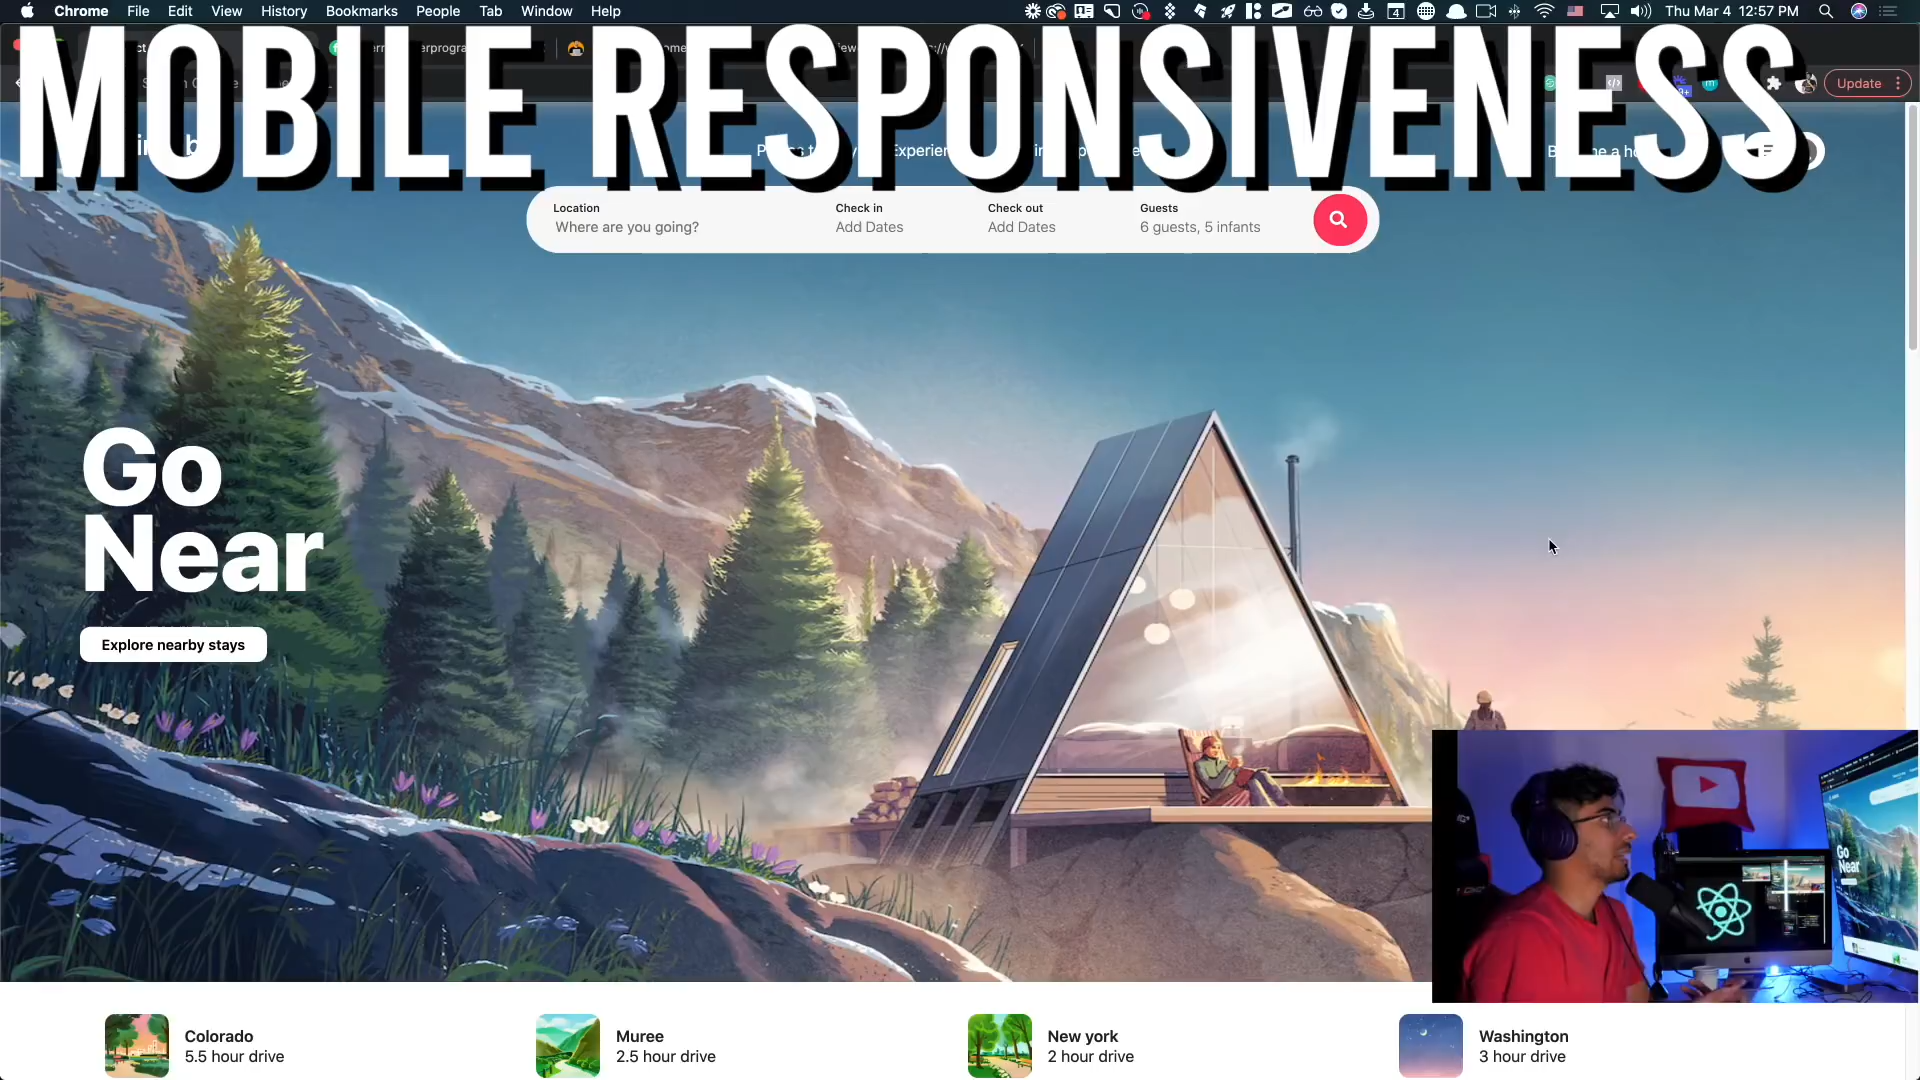 Chrome File Edit View History Bookmarks People Tab Window Help
4
Thu Mar 4 12:57 PM
MOBILE RESPONSIVENESS
Update
Location
Where are you going?
Check in
Add Dates
Check out
Add Dates
Guests
6 guests, 5 infants
Go
Near
Explore nearby stays
Go
Near
Colorado
5.5 hour drive
Muree
2.5 hour drive
New york
2 hour drive
Washington
3 hour drive